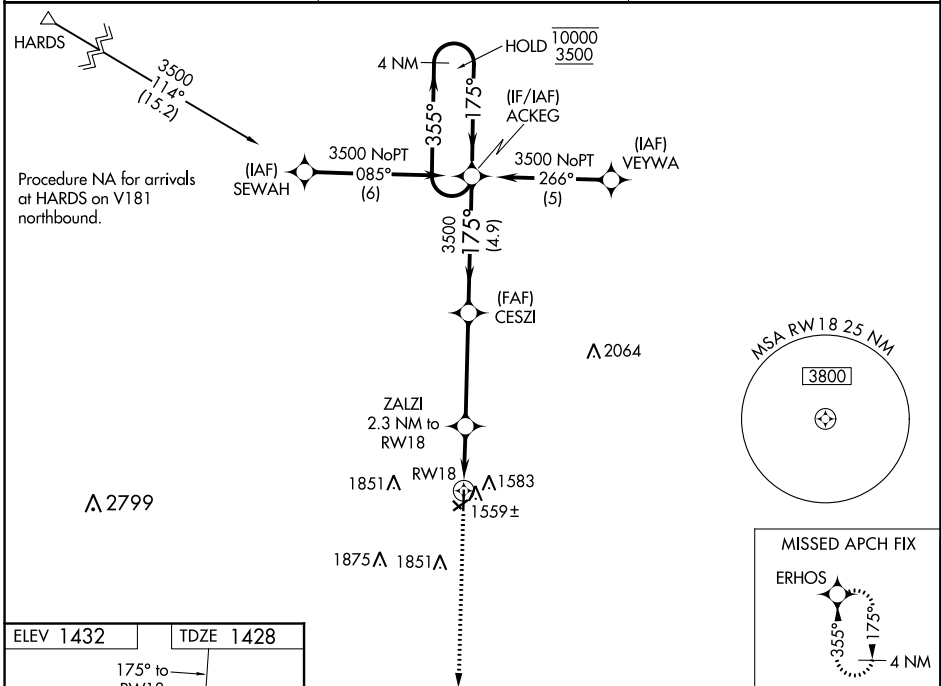 HARDS
3500
114°
(15.2)
4 NM
HOLD
10000
3500
355°
175°
(IF/IAF)
ACKEG
(IAF)
SEWAH
3500 NoPT
085°
(6)
3500 NoPT
266°
(5)
(IAF)
VEYWA
Procedure NA for arrivals
at HARDS on V181
northbound.
3500
175°
(4.9)
(FAF)
CESZI
2064
MSA RW18 25 NM
3800
ZALZI
2.3 NM to
RW18
RW18
1851
1583
1559±
2799
1875
1851
MISSED APCH FIX
ERHOS
355°
175°
4 NM
ELEV 1432
TDZE 1428
175° to
RW18